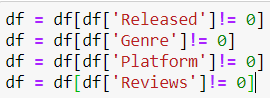 df = df[df['Released']!= 0]
df = df[df['Genre']!= 0]
df = df[df['Platform']!= 0]
df = df[df['Reviews']!= 0]